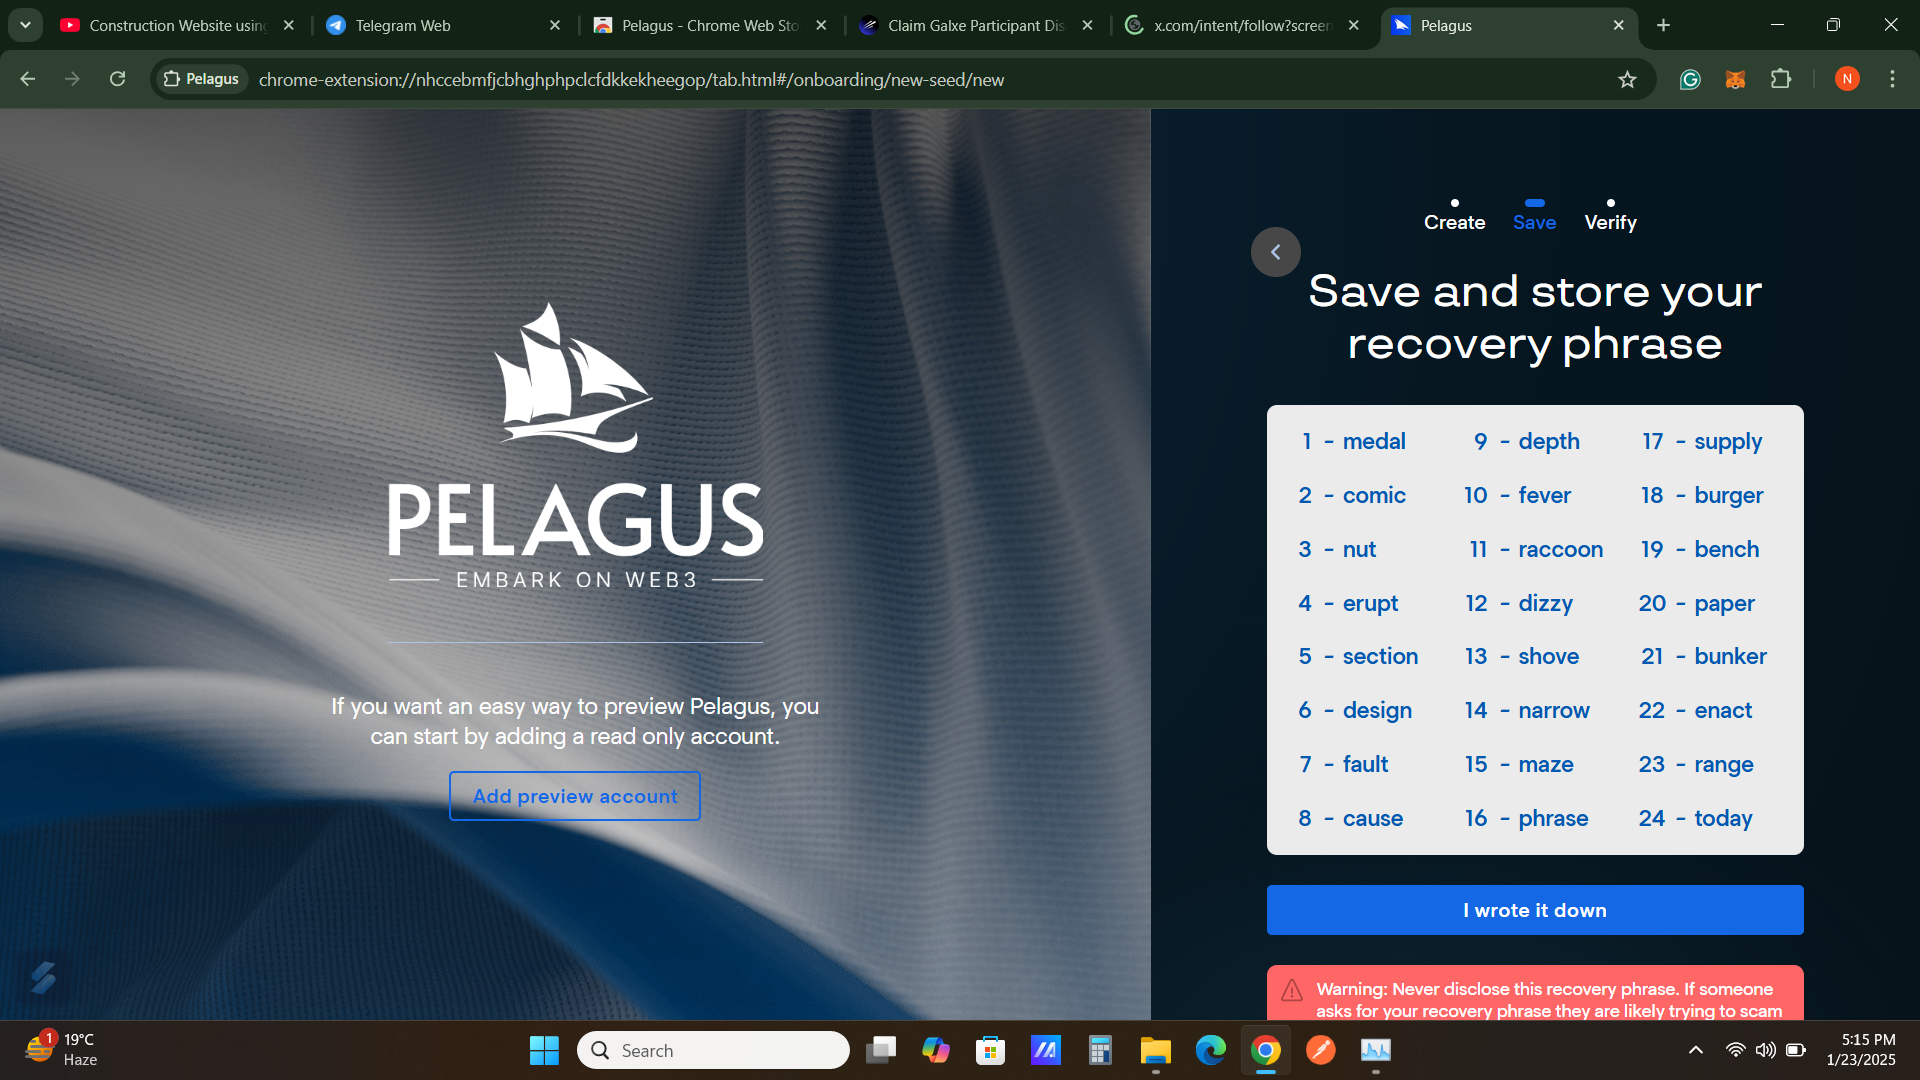 Construction Website using
Telegram Web
Pelagus - Chrome Web Sto
Claim Galxe Participant Dis
x.com/intent/follow?screen
Pelagus
Pelagus
chrome-extension://nhccebmfjcbhghphpclcfdkkekheegop/tab.html#/onboarding/new-seed/new
N
PELAGUS
EMBARK ON WEB3
If you want an easy way to preview Pelagus, you
can start by adding a read only account.
Add preview account
Create
Save
Verify
Save and store your
recovery phrase
1 - medal
2 - comic
3 - nut
4 - erupt
5 - section
6 - design
7 - fault
8 - cause
9 - depth
10 - fever
11 - raccoon
12 - dizzy
13 - shove
14 - narrow
15 - maze
16 - phrase
17 - supply
18 - burger
19 - bench
20 - paper
21 - bunker
22 - enact
23 - range
24 - today
I wrote it down
Warning: Never disclose this recovery phrase. If someone
asks for your recovery phrase they are likely trying to scam
1
19°C
Haze
Search
5:15 PM
1/23/2025